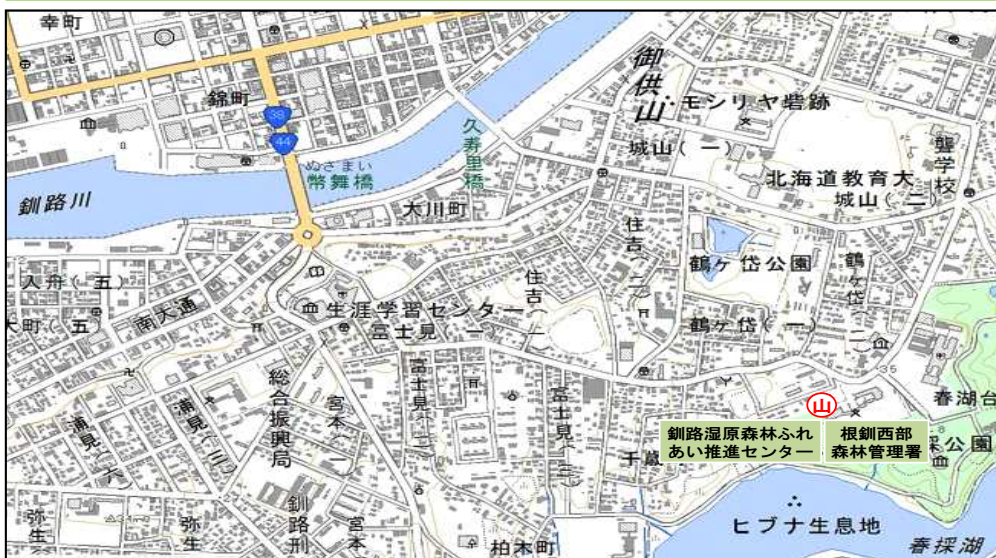 幸町
錦町
38
44
ぬさまい
幣舞橋
久寿里橋
釧路川
大川町
御供山
モシリヤ砦跡
城山(一)
北海道教育大
城山(二)
聾学校
住吉(二)
鶴ヶ岱公園
鶴ヶ岱(二)
鶴ヶ岱(一)
入舟(五)
大町(五)
南大通
生涯学習センター
富士見一
住吉(一)
総合振興局
宮本
富士見(二)
富士見(三)
浦見(三)
浦見(六)
35
山
春湖台
釧路湿原森林ふれ
あい推進センター
根釧西部
森林管理署
千歳
採公園
8
弥生
弥生
釧路刑
宮本
柏木町
ヒブナ生息地
春採湖